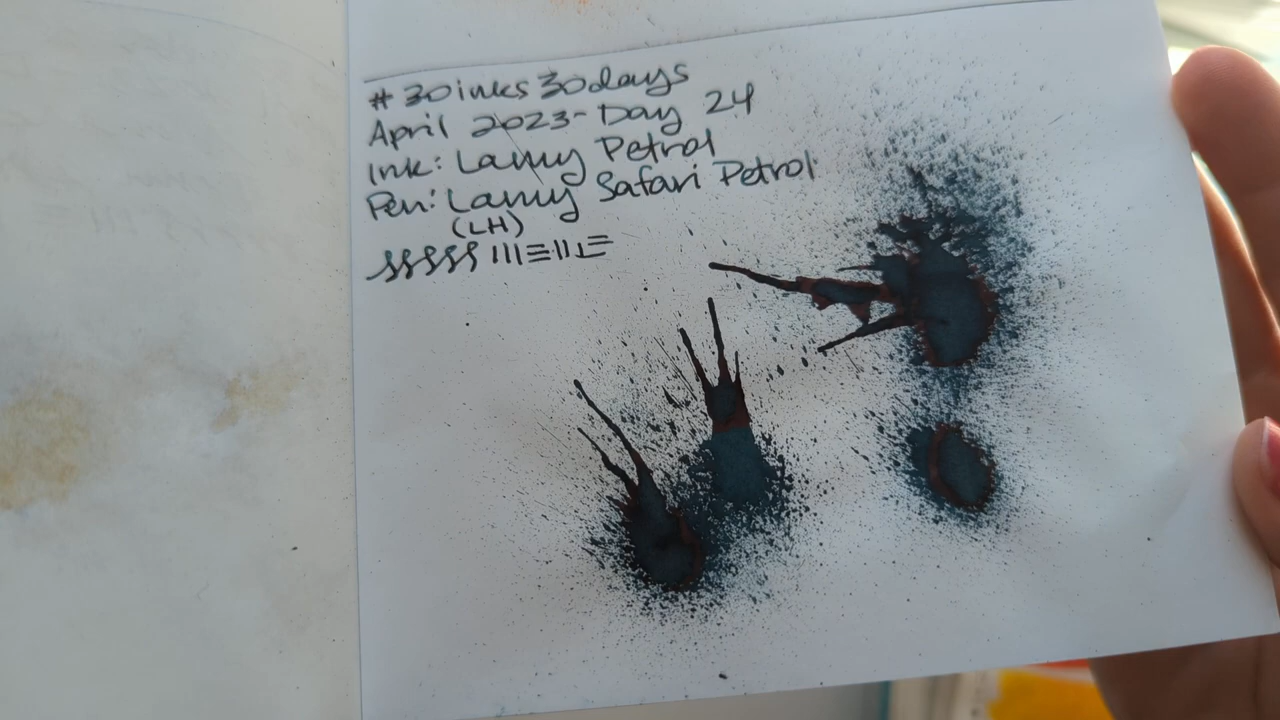 # 30inks30days
April 2023-Day 24
Ink: Lamy Petrol
Pen: Lamy Safari Petrol
(LH)